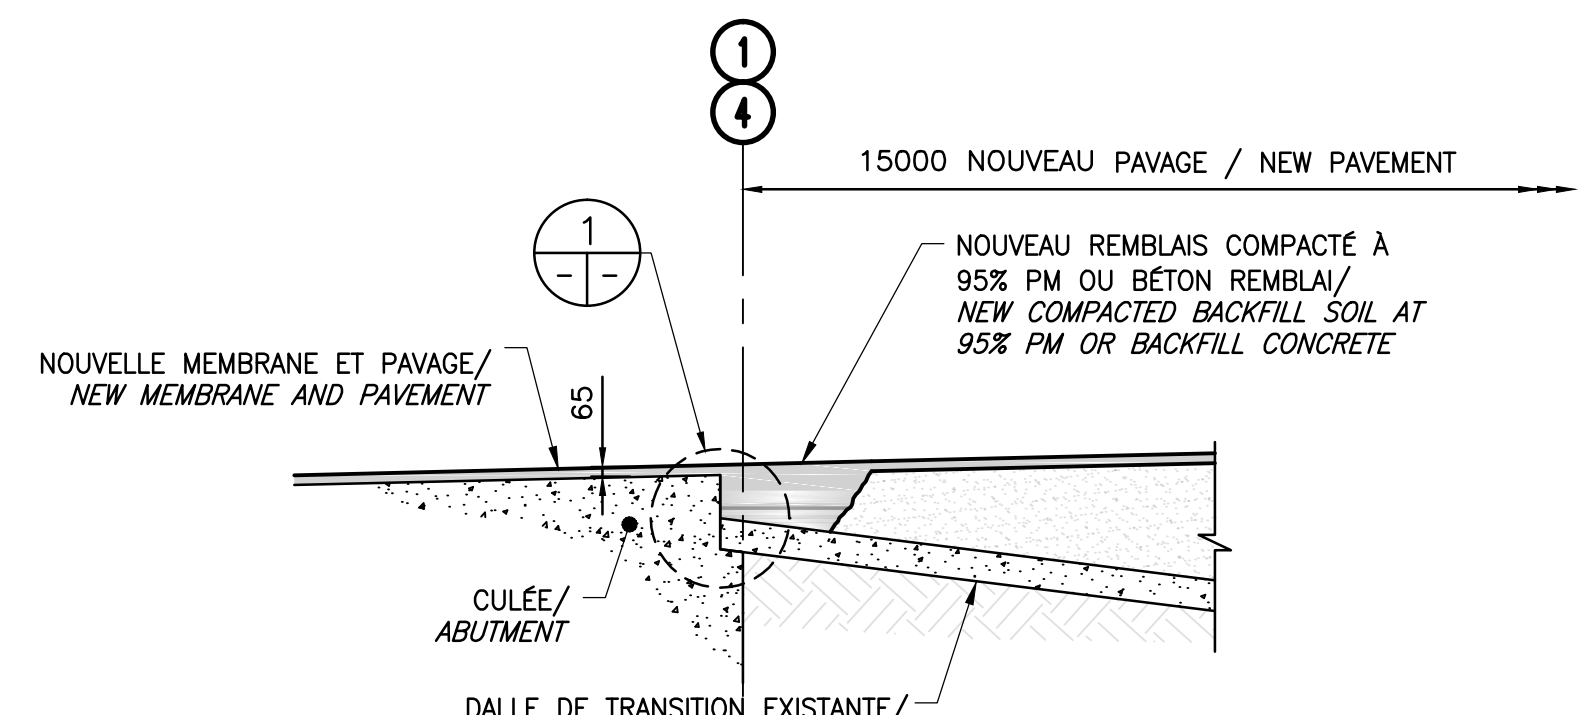 1
4
15000 NOUVEAU PAVAGE / NEW PAVEMENT
1
- -
NOUVEAU REMBLAIS COMPACTÉ À
95% PM OU BÉTON REMBLAI/
NEW COMPACTED BACKFILL SOIL AT
95% PM OR BACKFILL CONCRETE
NOUVELLE MEMBRANE ET PAVAGE/
NEW MEMBRANE AND PAVEMENT
65
CULÉE/
ABUTMENT
DALLE DE TRANSITION EXISTANTE/